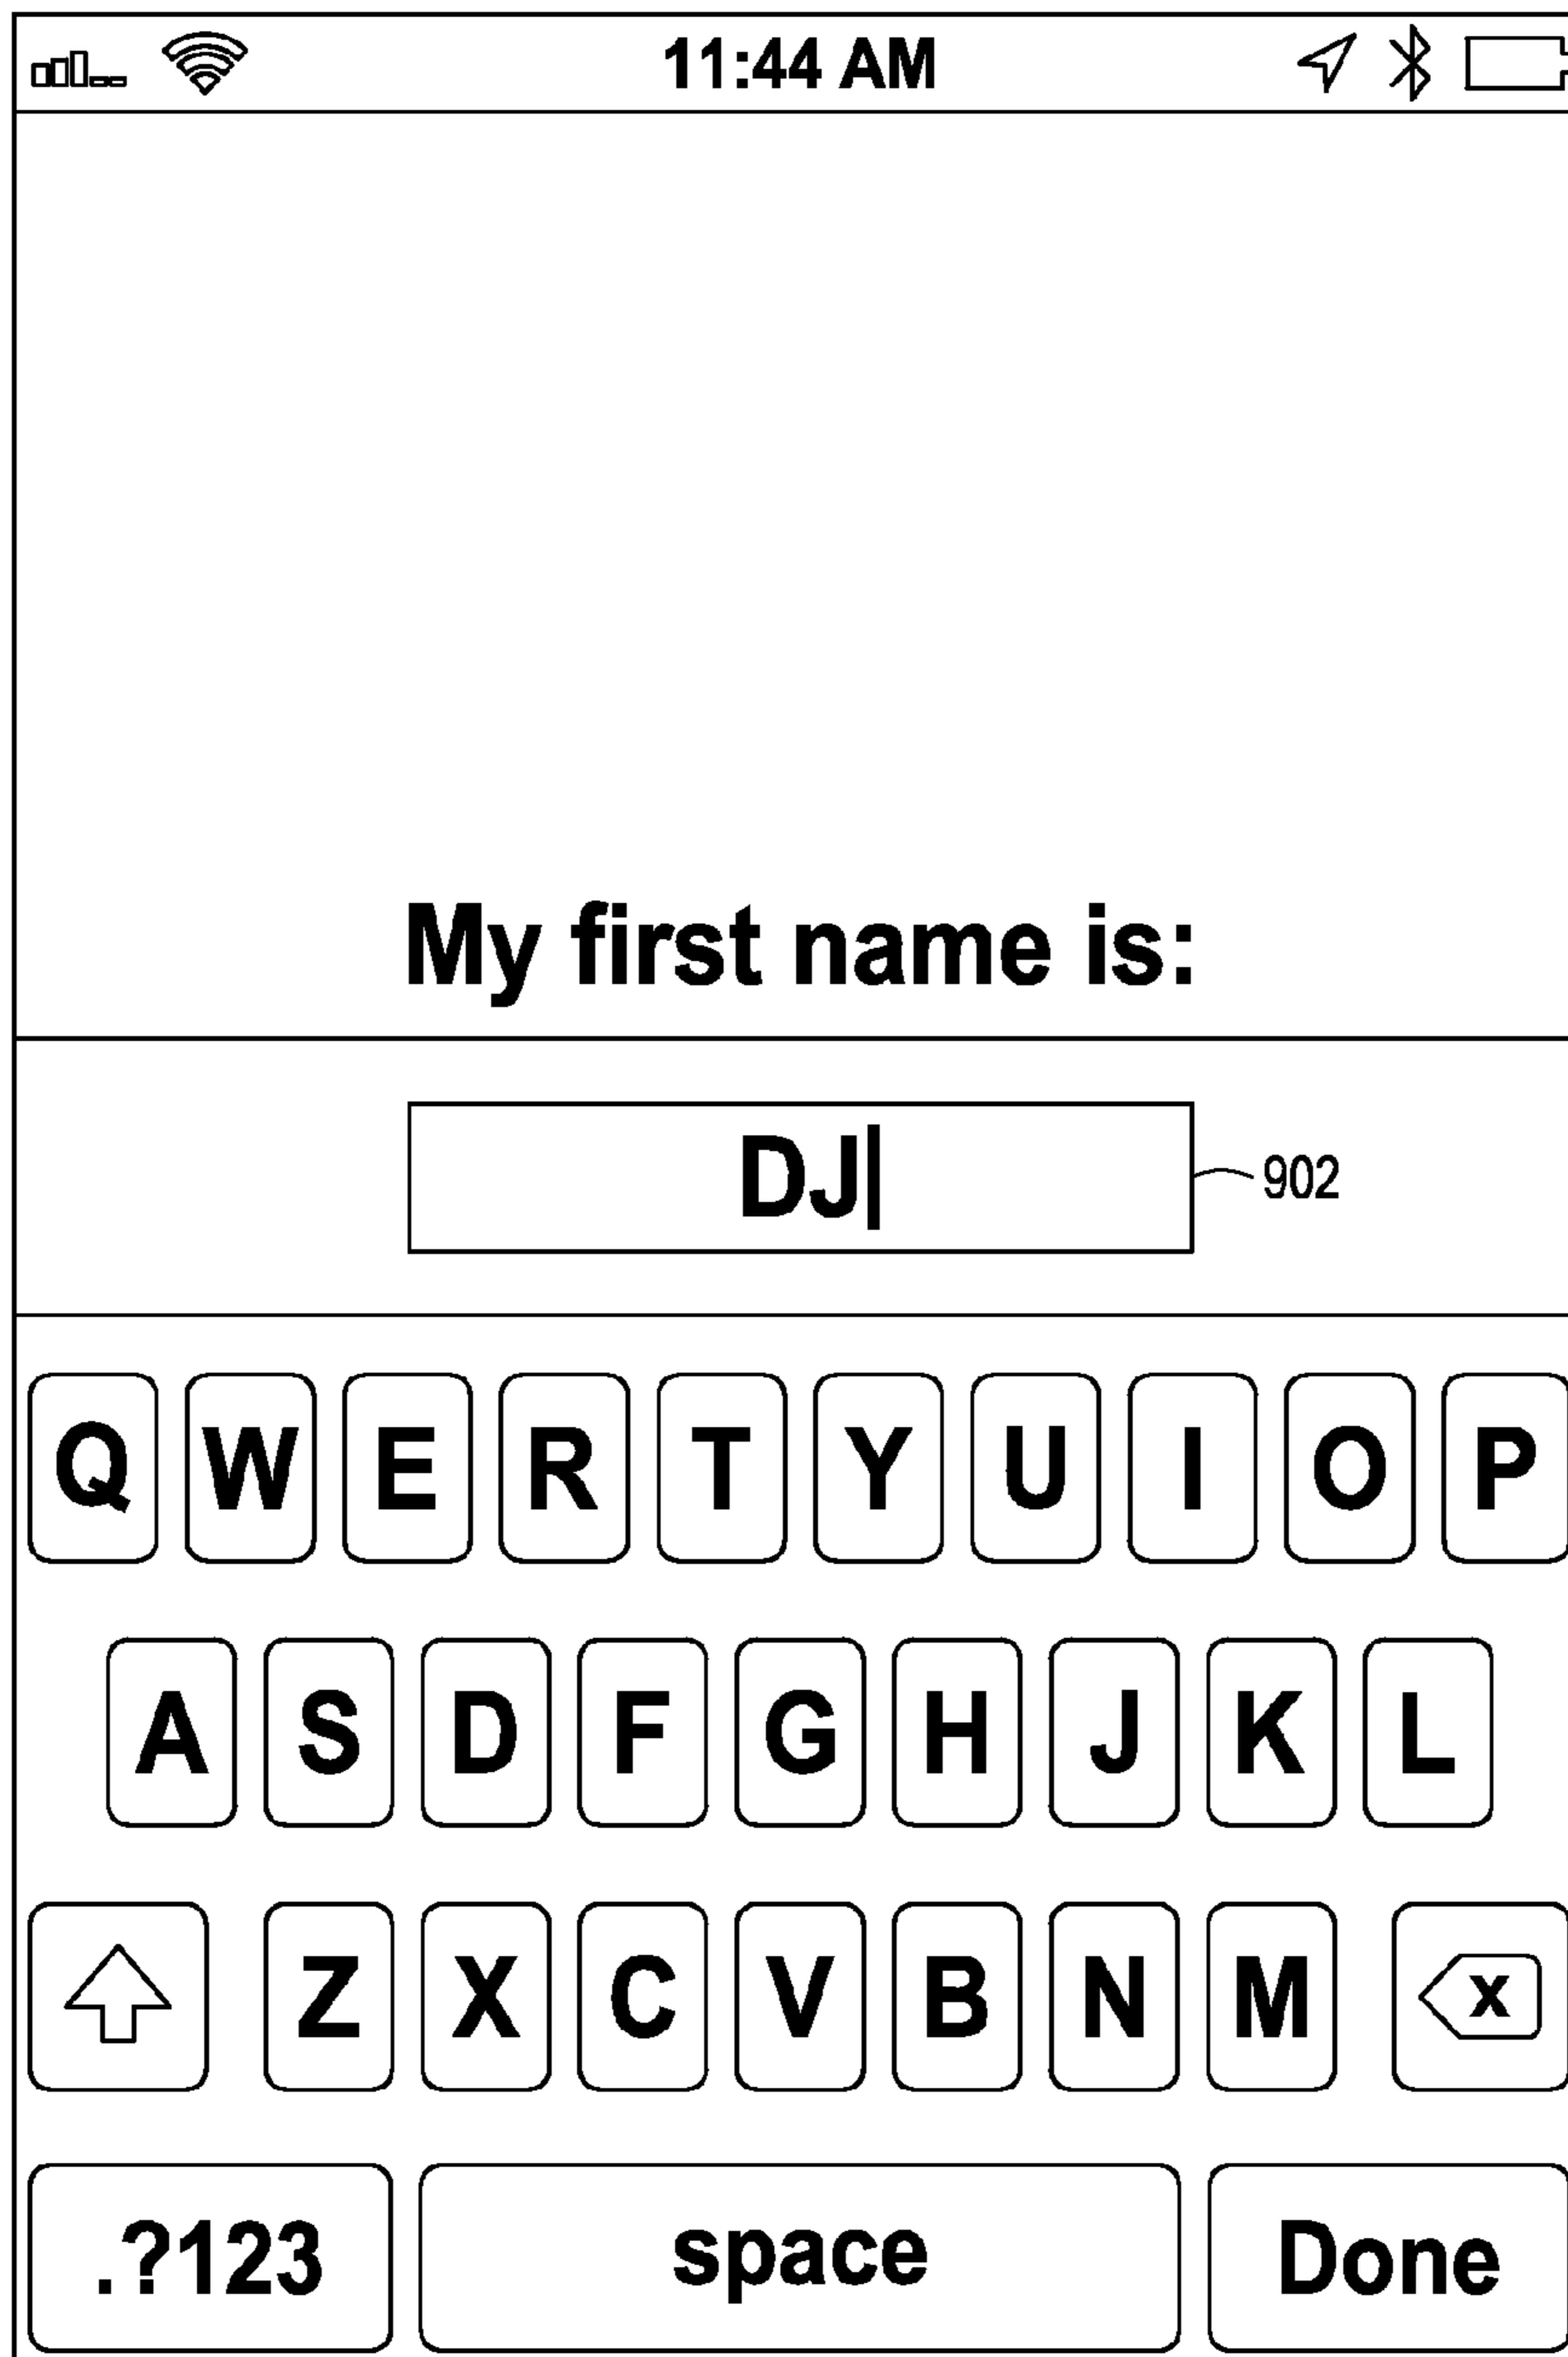 11:44 AM
My first name is:
DJ
902
Q W E R T Y U I O P
A S D F G H J K L
Z X C V B N M X
.?123 space Done